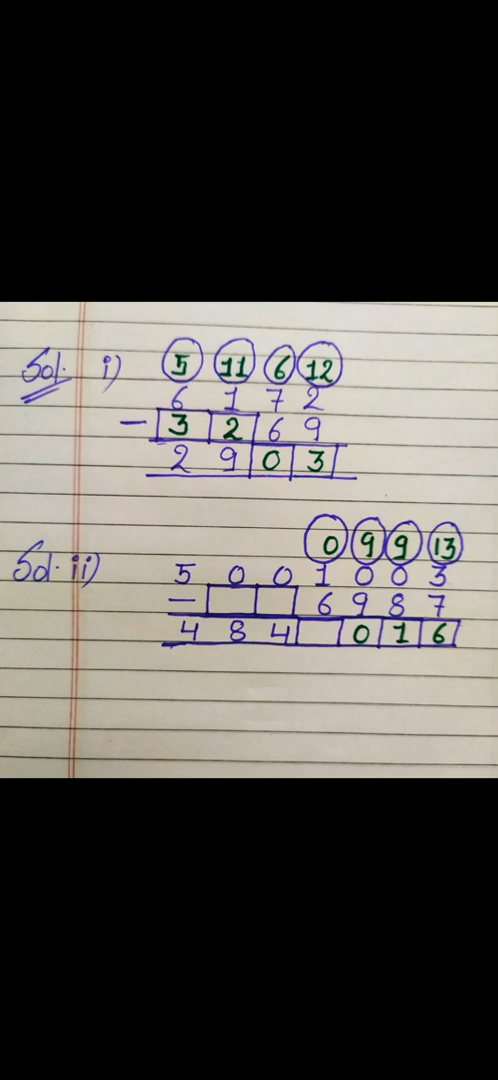 Sol. i) 5 11 6 12
6 1 7 2
- 3 2 6 9
2 9 0 3
0 9 9 13
Sol. ii) 5 0 0 1 0 0 3
- 6 9 8 7
4 8 4 0 1 6